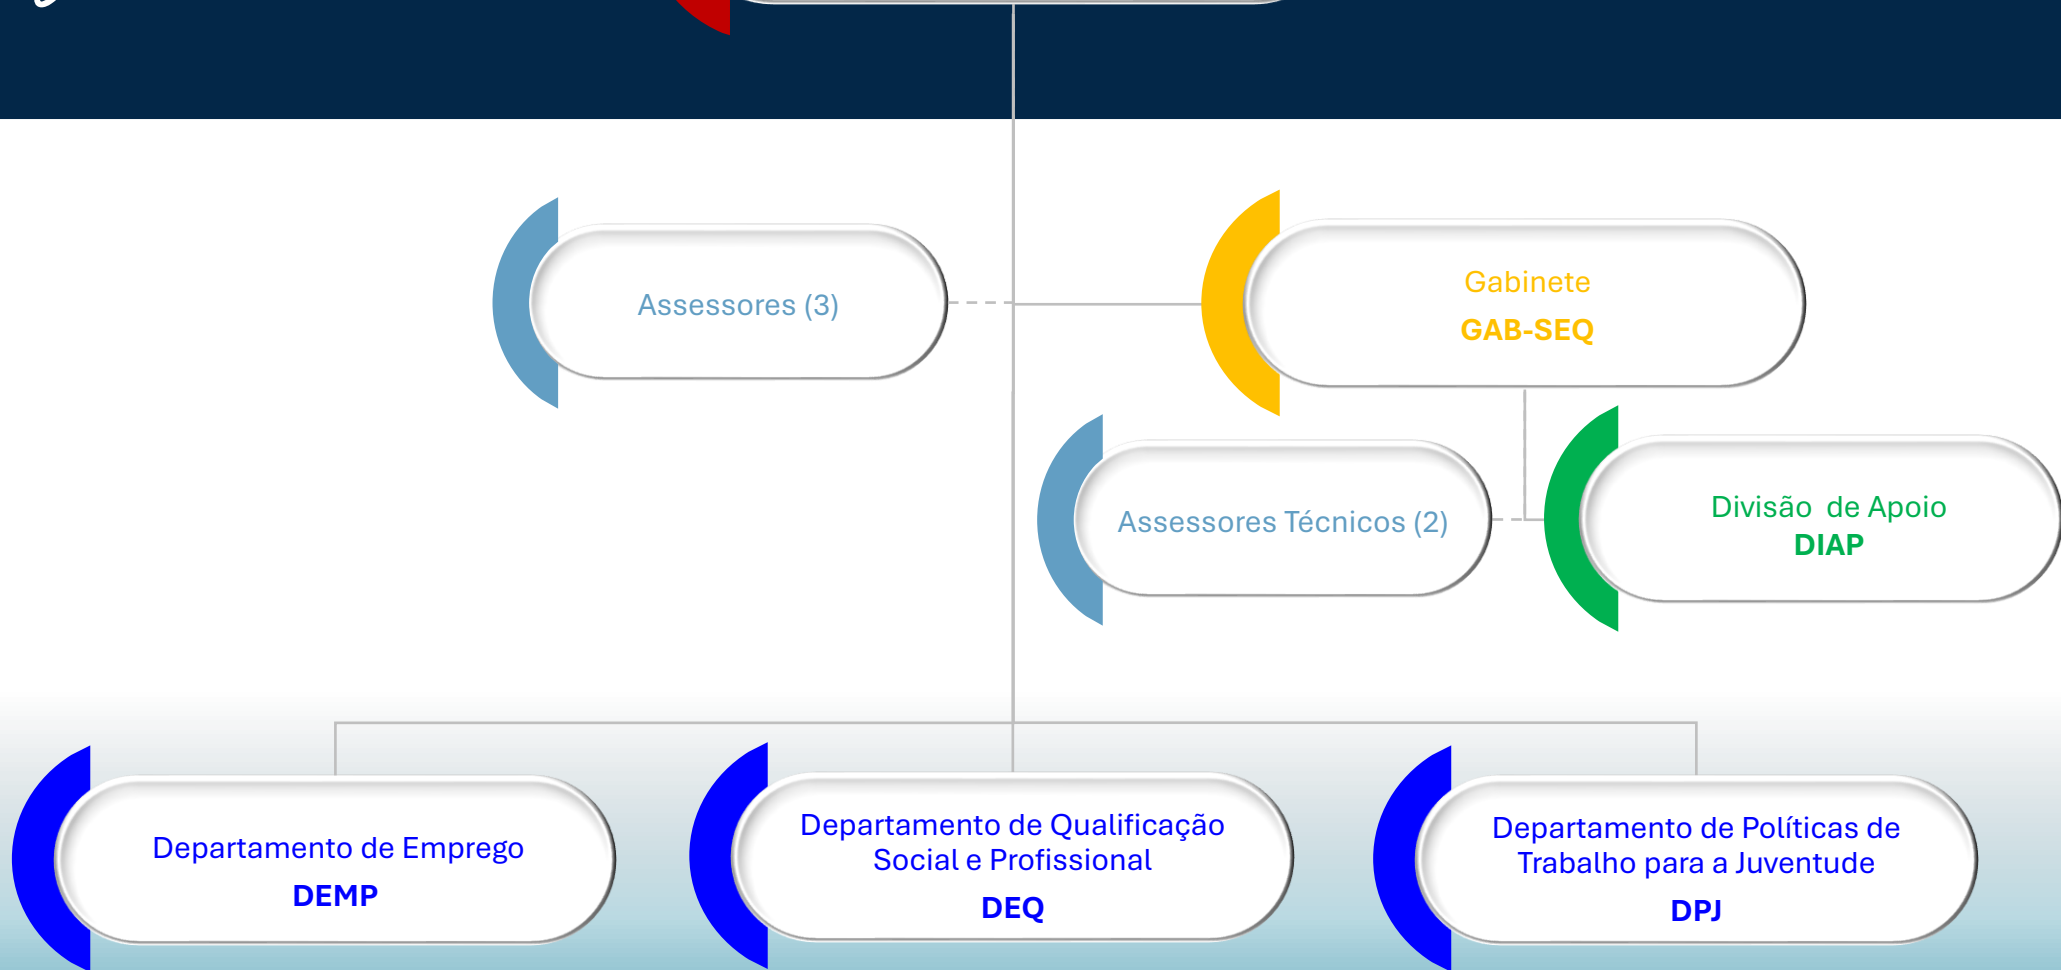 Assessores (3)
Gabinete
GAB-SEQ
Assessores Técnicos (2)
Divisão  de Apoio
DIAP
Departamento de Emprego
DEMP
Departamento de Qualificação
Social e Profissional
DEQ
Departamento de Políticas de
Trabalho para a Juventude
DPJ